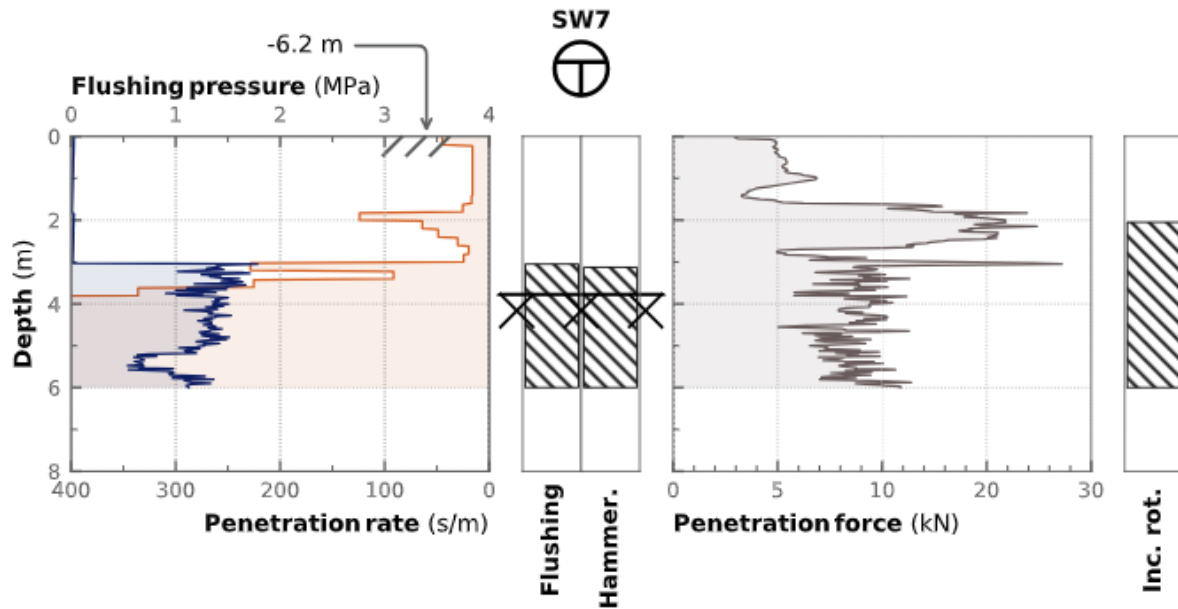 SW7
-6.2 m
Flushing pressure (MPa)
0 1 2 3 4
Depth (m)
0
2
4
6
8
400 300 200 100 0
Penetration rate (s/m)
Flushing
Hammer.
0 5 10 20 30
Penetration force (kN)
Inc. rot.